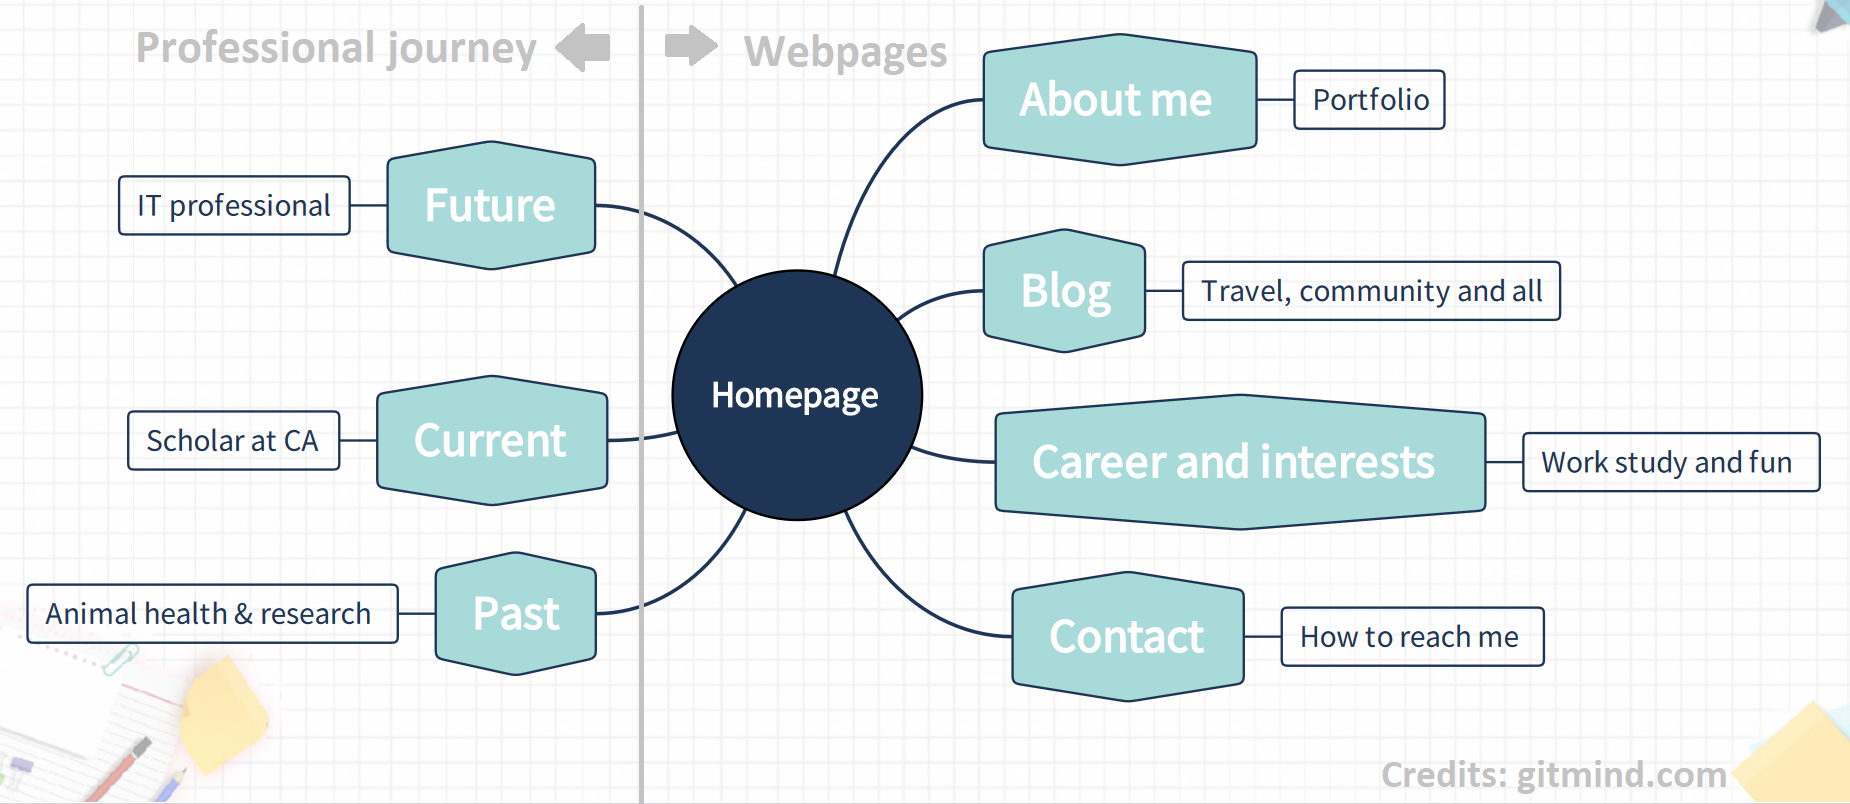 Professional journey
Webpages
Future
IT professional
Current
Scholar at CA
Past
Animal health & research
Homepage
About me
Portfolio
Blog
Travel, community and all
Career and interests
Work study and fun
Contact
How to reach me
Credits: gitmind.com